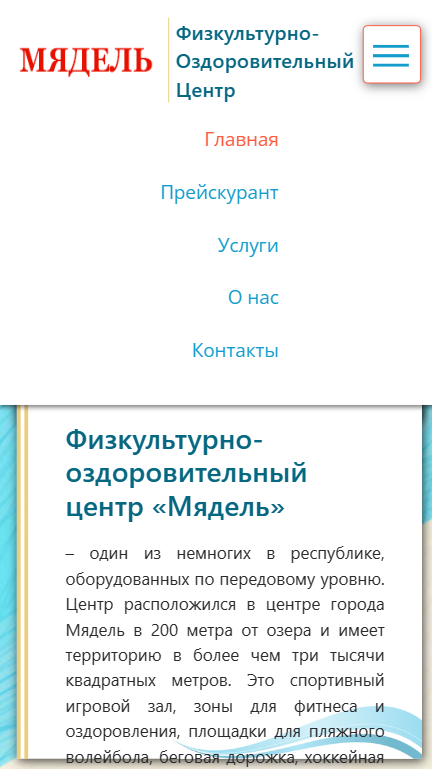 МЯДЕЛЬ
Физкультурно-
Оздоровительный
Центр
Главная
Прейскурант
Услуги
О нас
Контакты
Физкультурно-
оздоровительный
центр «Мядель»
– один из немногих в республике,
оборудованных по передовому уровню.
Центр расположился в центре города
Мядель в 200 метра от озера и имеет
территорию в более чем три тысячи
квадратных метров. Это спортивный
игровой зал, зоны для фитнеса и
оздоровления, площадки для пляжного
волейбола, беговая дорожка, хоккейная